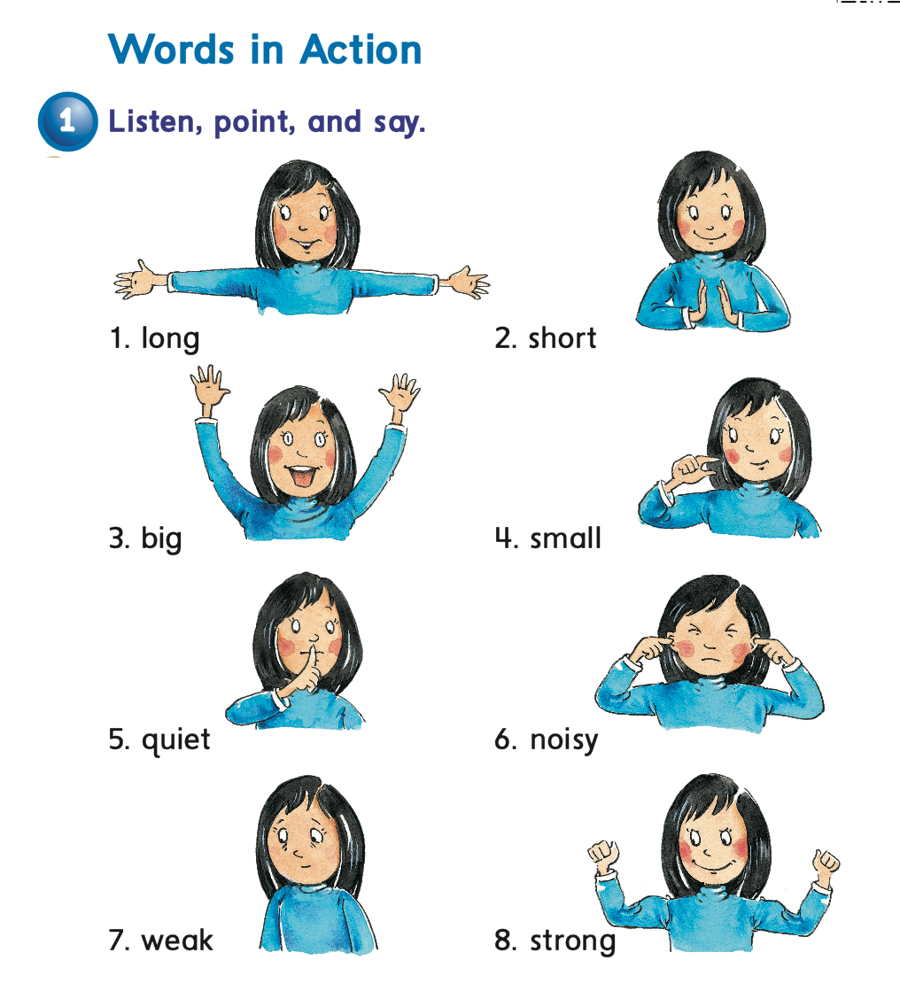 Words in Action
1 Listen, point, and say.
1. long
2. short
3. big
4. small
5. quiet
6. noisy
7. weak
8. strong